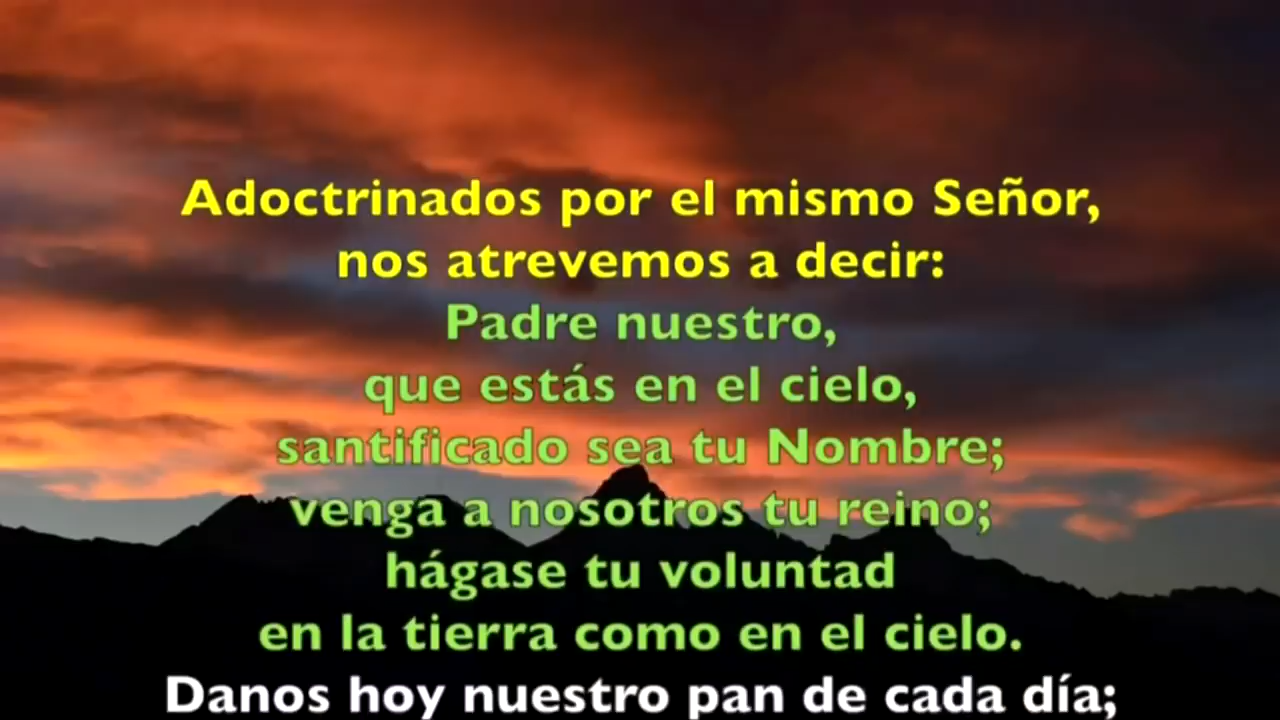 Adoctrinados por el mismo Señor,
nos atrevemos a decir:
Padre nuestro,
que estás en el cielo,
santificado sea tu Nombre;
venga a nosotros tu reino;
hágase tu voluntad
en la tierra como en el cielo.
Danos hoy nuestro pan de cada día;